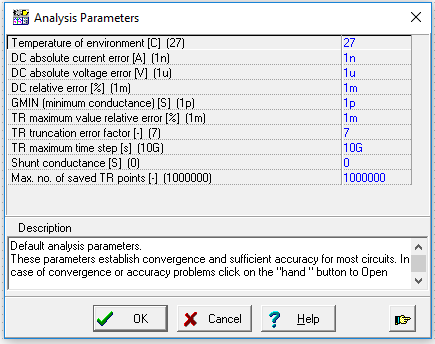 Analysis Parameters
Temperature of environment [C] (27) 27
DC absolute current error [A] (1n) 1n
DC absolute voltage error [V] (1u) 1u
DC relative error [%] (1m) 1m
GMIN (minimum conductance) [S] (1p) 1p
TR maximum value relative error [%] (1m) 1m
TR truncation error factor [-] (7) 7
TR maximum time step [s] (10G) 10G
Shunt conductance [S] (0) 0
Max. no. of saved TR points [-] (1000000) 1000000
Description
Default analysis parameters.
These parameters establish convergence and sufficient accuracy for most circuits. In
case of convergence or accuracy problems click on the "hand " button to Open
OK Cancel Help